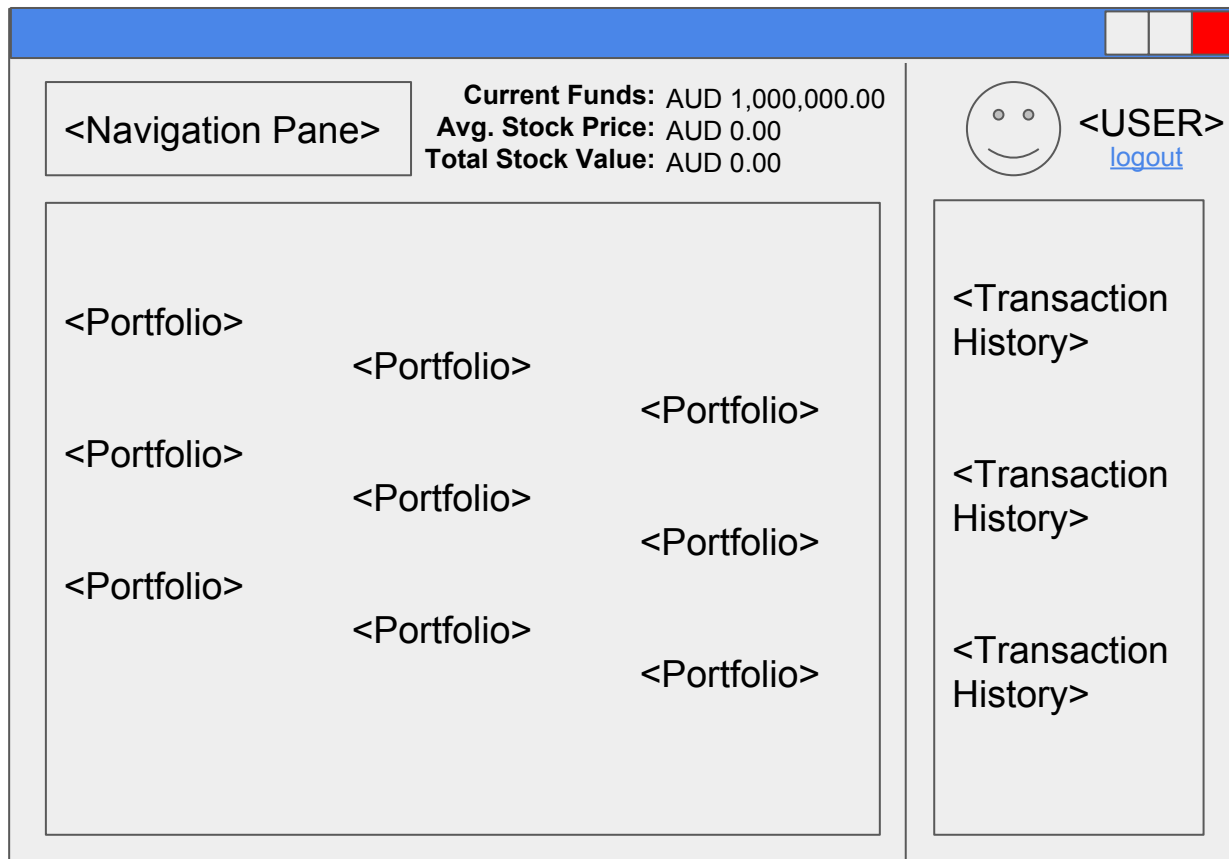 <Navigation Pane>
Current Funds: AUD 1,000,000.00
Avg. Stock Price: AUD 0.00
Total Stock Value: AUD 0.00
<USER>
logout
<Portfolio>
<Portfolio>
<Portfolio>
<Portfolio>
<Portfolio>
<Portfolio>
<Portfolio>
<Portfolio>
<Portfolio>
<Transaction
History>
<Transaction
History>
<Transaction
History>